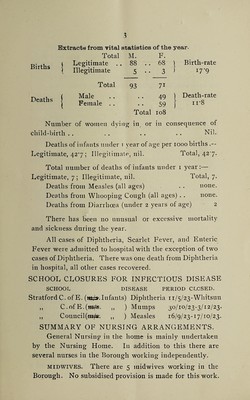 3
Extracts from vital statistics of the year.
Total M. F.
Births { Legitimate .. 88 .. 68 } Birth-rate
{ Illegitimate 5 .. 3 } 17˙9
Total 93 71
Deaths { Male .. .. 49 } Death-rate
{ Female .. .. 59 } 11˙8
Total 108
Number of women dying in, or in consequence of
child-birth .. .. .. .. Nil.
Deaths of infants under 1 year of age per 1000 births .—
Legitimate, 42˙7; Illegitimate, nil. Total, 42˙7.
Total number of deaths of infants under 1 year :—
Legitimate, 7; Illegitimate, nil. Total, 7.
Deaths from Measles (all ages) .. none.
Deaths from Whooping Cough (all ages) .. none.
Deaths from Diarrhœa (under 2 years of age) 2
There has been no unusual or excessive mortality
and sickness during the year.
All cases of Diphtheria, Scarlet Fever, and Enteric
Fever were admitted to hospital with the exception of two
cases of Diphtheria. There was one death from Diphtheria
in hospital, all other cases recovered.
SCHOOL CLOSURES FOR INFECTIOUS DISEASE
SCHOOL DISEASE PERIOD CLOSED.
Stratford C. of E. ( Infants) Diphtheria 11/5/23-Whitsun
,, C. of E. ( ,, ) Mumps 30/10/23-3/12/23.
,, Council ( ,, ) Measles 16/9/23-17/10/23.
SUMMARY OF NURSING ARRANGEMENTS.
General Nursing in the home is mainly undertaken
by the Nursing Home. In addition to this there are
several nurses in the Borough working independently.
MIDWIVES. There are 5 midwives working in the
Borough. No subsidised provision is made for this work.